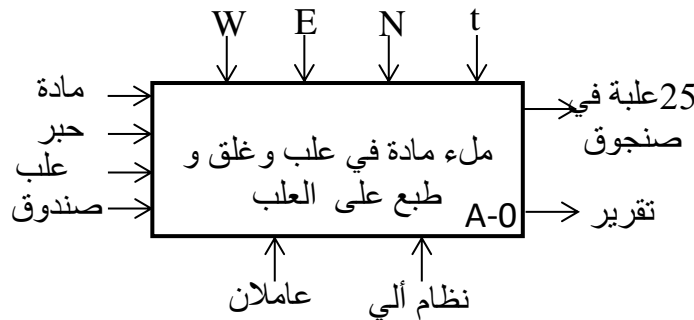 W E N t
مادة
حبر
علب
صندوق
ملء مادة في علب وغلق و
طبع على العلب
A-0
25علبة في
صنجوق
تقرير
عاملان
نظام ألي